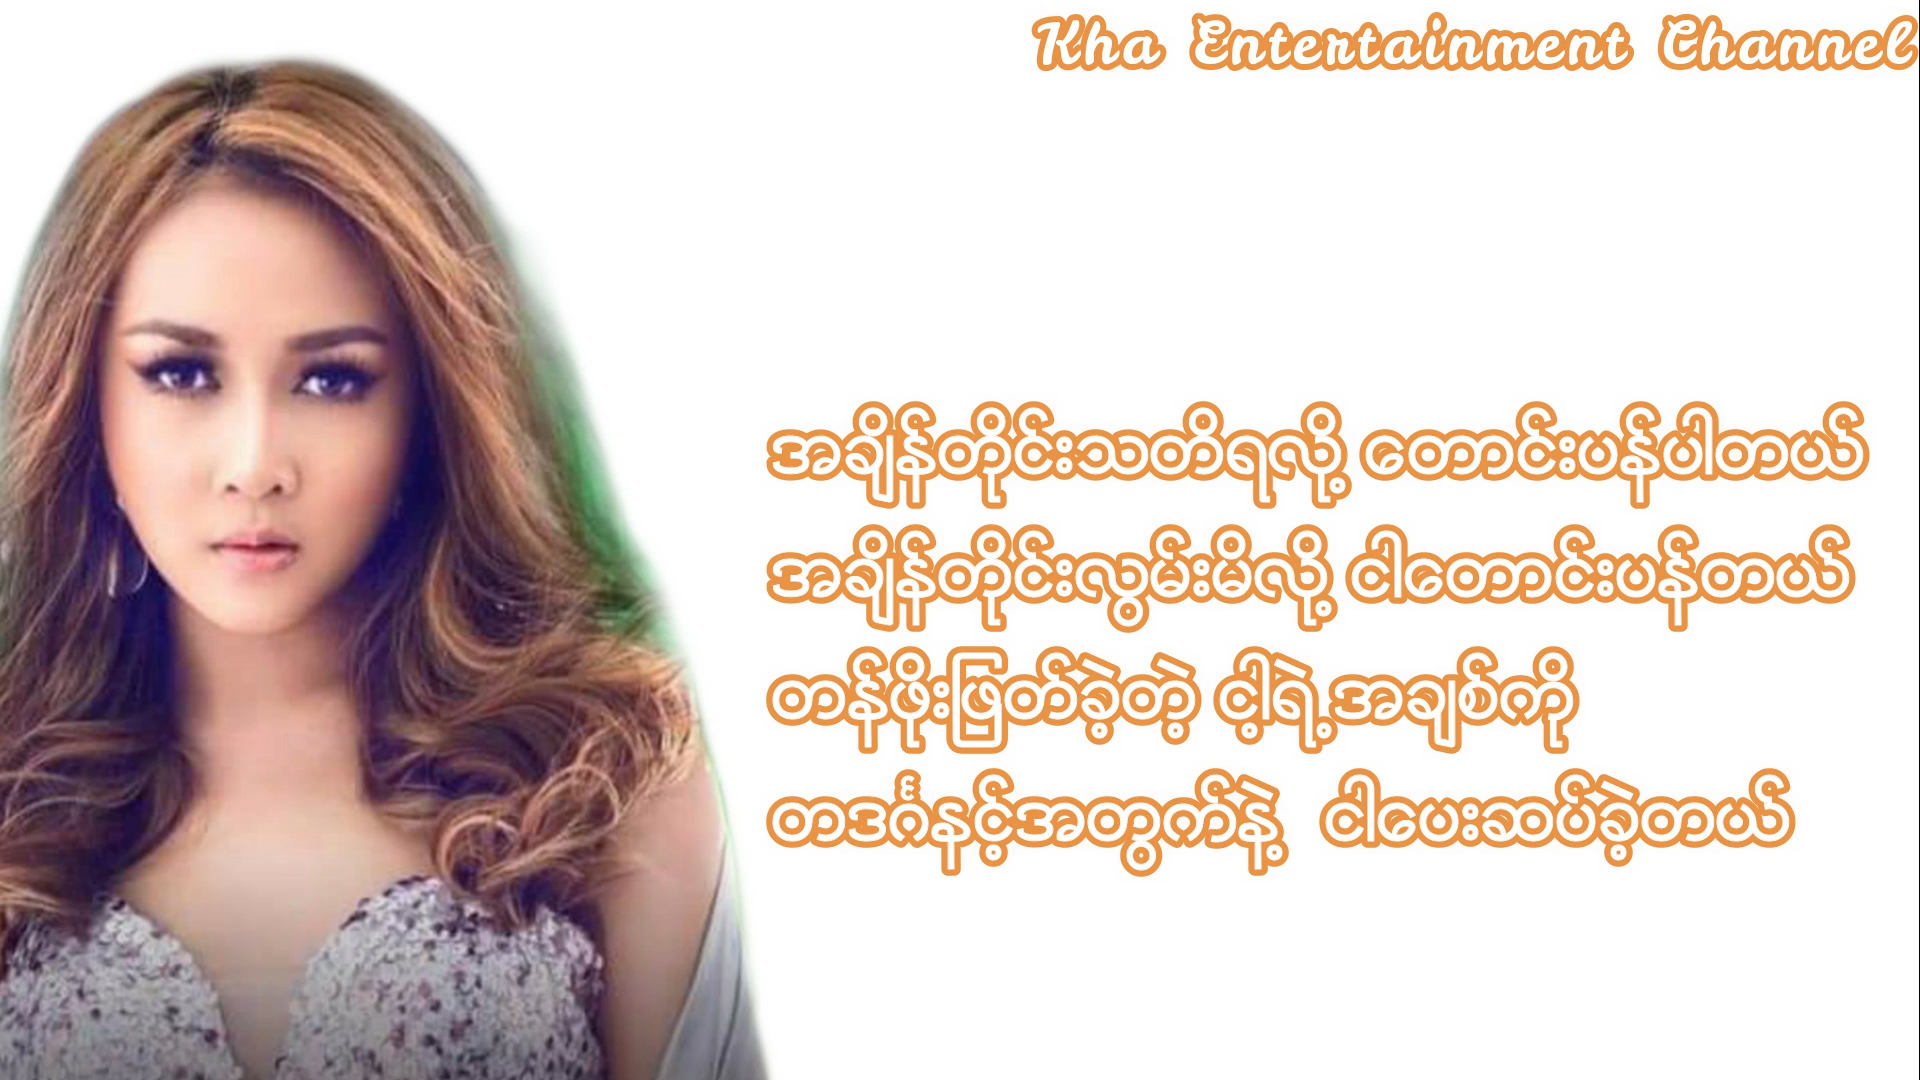 Kha Entertainment Channel
အချိန်တိုင်းသတိရလို့ တောင်းပန်ပါတယ်
အချိန်တိုင်းလွမ်းမိလို့ ငါတောင်းပန်တယ်
တန်ဖိုးဖြတ်ခဲ့တဲ့ ငါ့ရဲ့အချစ်ကို
တဒင်္ဂနင့်အတွက်နဲ့ ငါပေးဆပ်ခဲ့တယ်